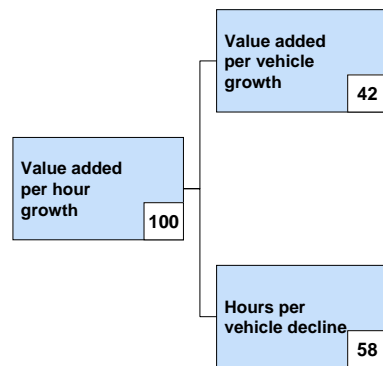 Value added
per vehicle
growth
42
Value added
per hour
growth
100
Hours per
vehicle decline
58